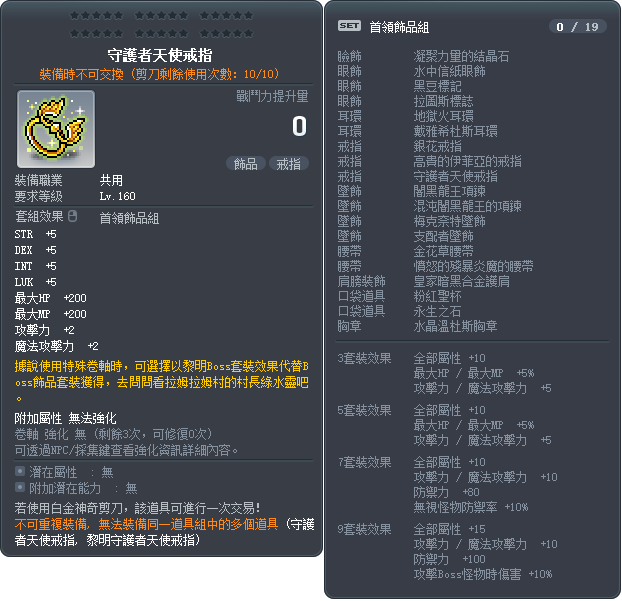 守護者天使戒指
裝備時不可交換 (剪刀剩餘使用次數: 10/10)
戰鬥力提升量
0
飾品 戒指
裝備職業 共用
要求等級 Lv.160
套組效果 首領飾品組
STR +5
DEX +5
INT +5
LUK +5
最大HP +200
最大MP +200
攻擊力 +2
魔法攻擊力 +2
據說使用特殊卷軸時，可選擇以黎明Boss套裝效果代替B
oss飾品套裝獲得，去問問看拉姆拉姆村的村長綠水靈吧
。
附加屬性 無法強化
卷軸 強化 無 (剩餘3次, 可修復0次)
可透過NPC/採集鍵查看強化資訊詳細內容。
潛在屬性 : 無
附加潛在能力 : 無
若使用白金神奇剪刀，該道具可進行一次交易!
不可重複裝備, 無法裝備同一道具組中的多個道具 (守護
者天使戒指, 黎明守護者天使戒指)
SET 首領飾品組 0 / 19
臉飾 凝聚力量的結晶石
眼飾 水中信紙眼飾
眼飾 黑豆標記
眼飾 拉圖斯標誌
耳環 地獄火耳環
耳環 戴雅希杜斯耳環
戒指 銀花戒指
戒指 高貴的伊菲亞的戒指
戒指 守護者天使戒指
墜飾 闇黑龍王項鍊
墜飾 混沌闇黑龍王的項鍊
墜飾 梅克奈特墜飾
墜飾 支配者墜飾
腰帶 金花草腰帶
腰帶 憤怒的殘暴炎魔的腰帶
肩膀裝飾 皇家暗黑合金護肩
口袋道具 粉紅聖杯
口袋道具 永生之石
胸章 水晶溫杜斯胸章
3套裝效果 全部屬性 +10
最大HP / 最大MP +5%
攻擊力 / 魔法攻擊力 +5
5套裝效果 全部屬性 +10
最大HP / 最大MP +5%
攻擊力 / 魔法攻擊力 +5
7套裝效果 全部屬性 +10
攻擊力 / 魔法攻擊力 +10
防禦力 +80
無視怪物防禦率 +10%
9套裝效果 全部屬性 +15
攻擊力 / 魔法攻擊力 +10
防禦力 +100
攻擊Boss怪物時傷害 +10%